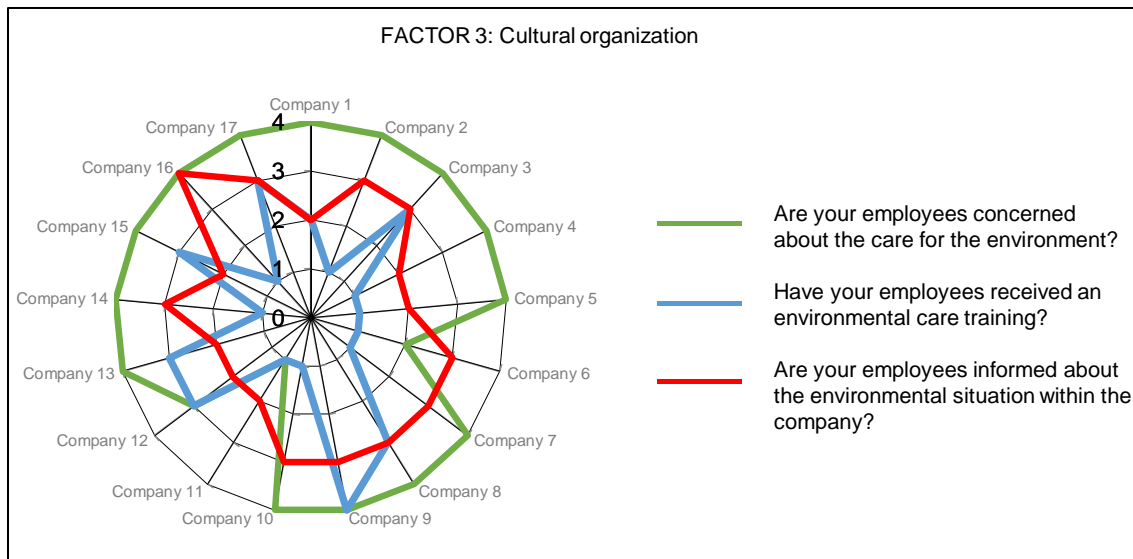 FACTOR 3: Cultural organization
Company 1
Company 2
Company 3
Company 4
Company 5
Company 6
Company 7
Company 8
Company 9
Company 10
Company 11
Company 12
Company 13
Company 14
Company 15
Company 16
Company 17
4
3
2
1
0
Are your employees concerned
about the care for the environment?
Have your employees received an
environmental care training?
Are your employees informed about
the environmental situation within the
company?